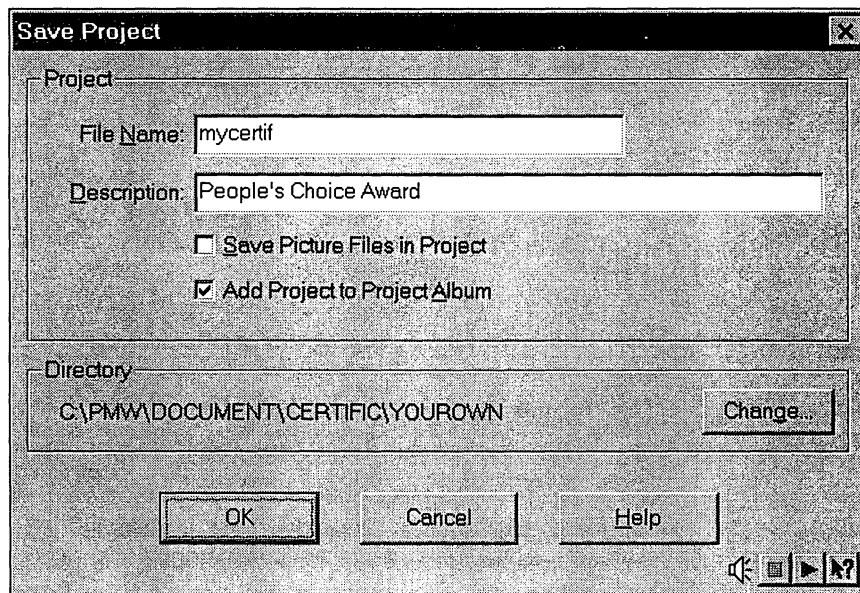 Save Project
Project
File Name: mycertif
Description: People's Choice Award
Save Picture Files in Project
Add Project to Project Album
Directory
C:\PMW\DOCUMENT\CERTIFIC\YOUROWN Change...
OK Cancel Help
?